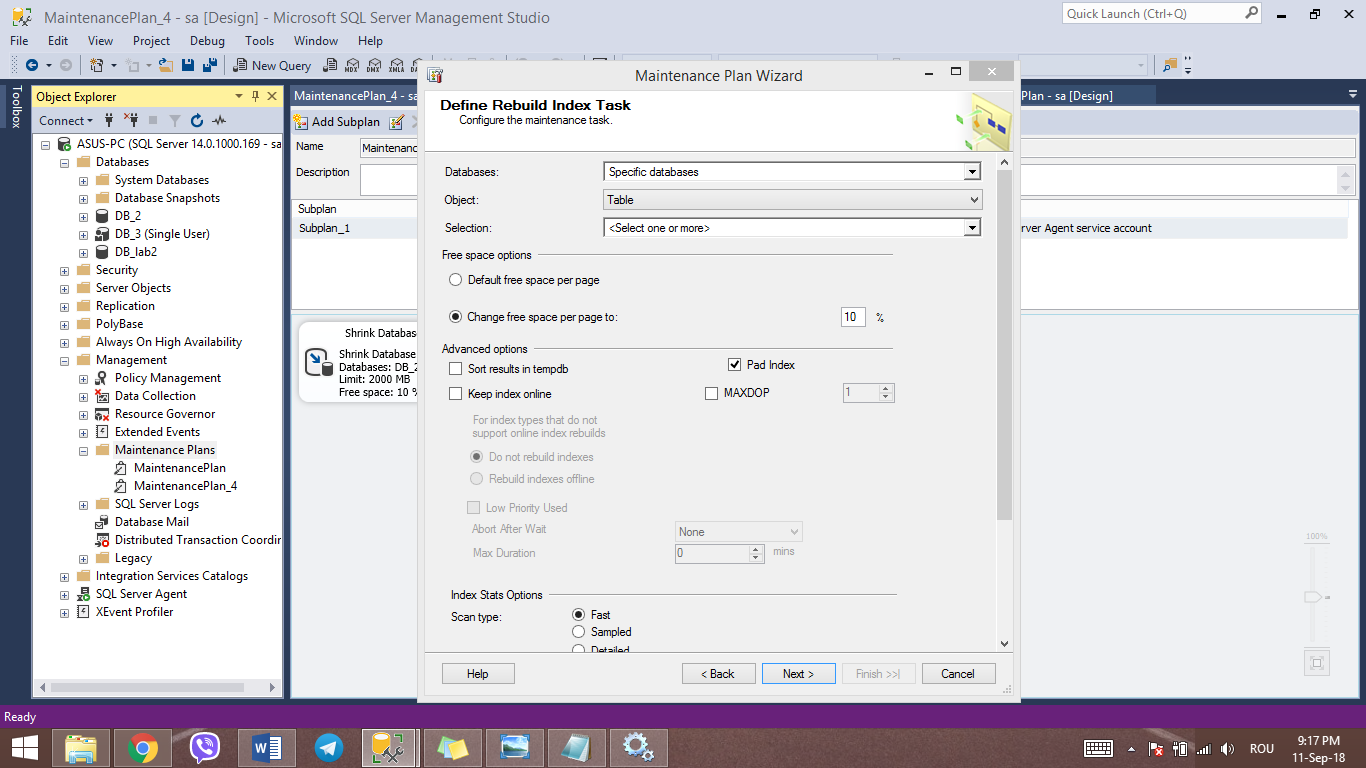 MaintenancePlan_4 - sa [Design] - Microsoft SQL Server Management Studio
Quick Launch (Ctrl+Q)
File Edit View Project Debug Tools Window Help
New Query
MDX DMX XMLA DAX
Toolbox
Object Explorer
Connect
ASUS-PC (SQL Server 14.0.1000.169 - sa
Databases
System Databases
Database Snapshots
DB_2
DB_3 (Single User)
DB_lab2
Security
Server Objects
Replication
PolyBase
Always On High Availability
Management
Policy Management
Data Collection
Resource Governor
Extended Events
Maintenance Plans
MaintenancePlan
MaintenancePlan_4
SQL Server Logs
Database Mail
Distributed Transaction Coordin
Legacy
Integration Services Catalogs
SQL Server Agent
XEvent Profiler
MaintenancePlan_4 - sa
Plan - sa [Design]
Add Subplan
Name Maintenanc
Description
Subplan
Subplan_1
rver Agent service account
Shrink Databas
Shrink Database
Databases: DB_2
Limit: 2000 MB
Free space: 10 %
100%
Maintenance Plan Wizard
Define Rebuild Index Task
Configure the maintenance task.
Databases: Specific databases
Object: Table
Selection: <Select one or more>
Free space options
Default free space per page
Change free space per page to: 10 %
Advanced options
Sort results in tempdb Pad Index
Keep index online MAXDOP 1
For index types that do not
support online index rebuilds
Do not rebuild indexes
Rebuild indexes offline
Low Priority Used
Abort After Wait None
Max Duration 0 mins
Index Stats Options
Scan type: Fast
Sampled
Detailed
Help < Back Next > Finish >>| Cancel
Ready
ROU
9:17 PM
11-Sep-18